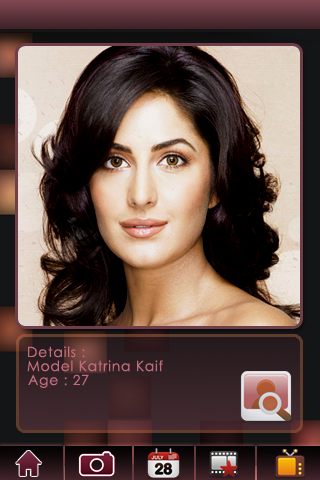 Details :
Model Katrina Kaif
Age : 27
JULY
28